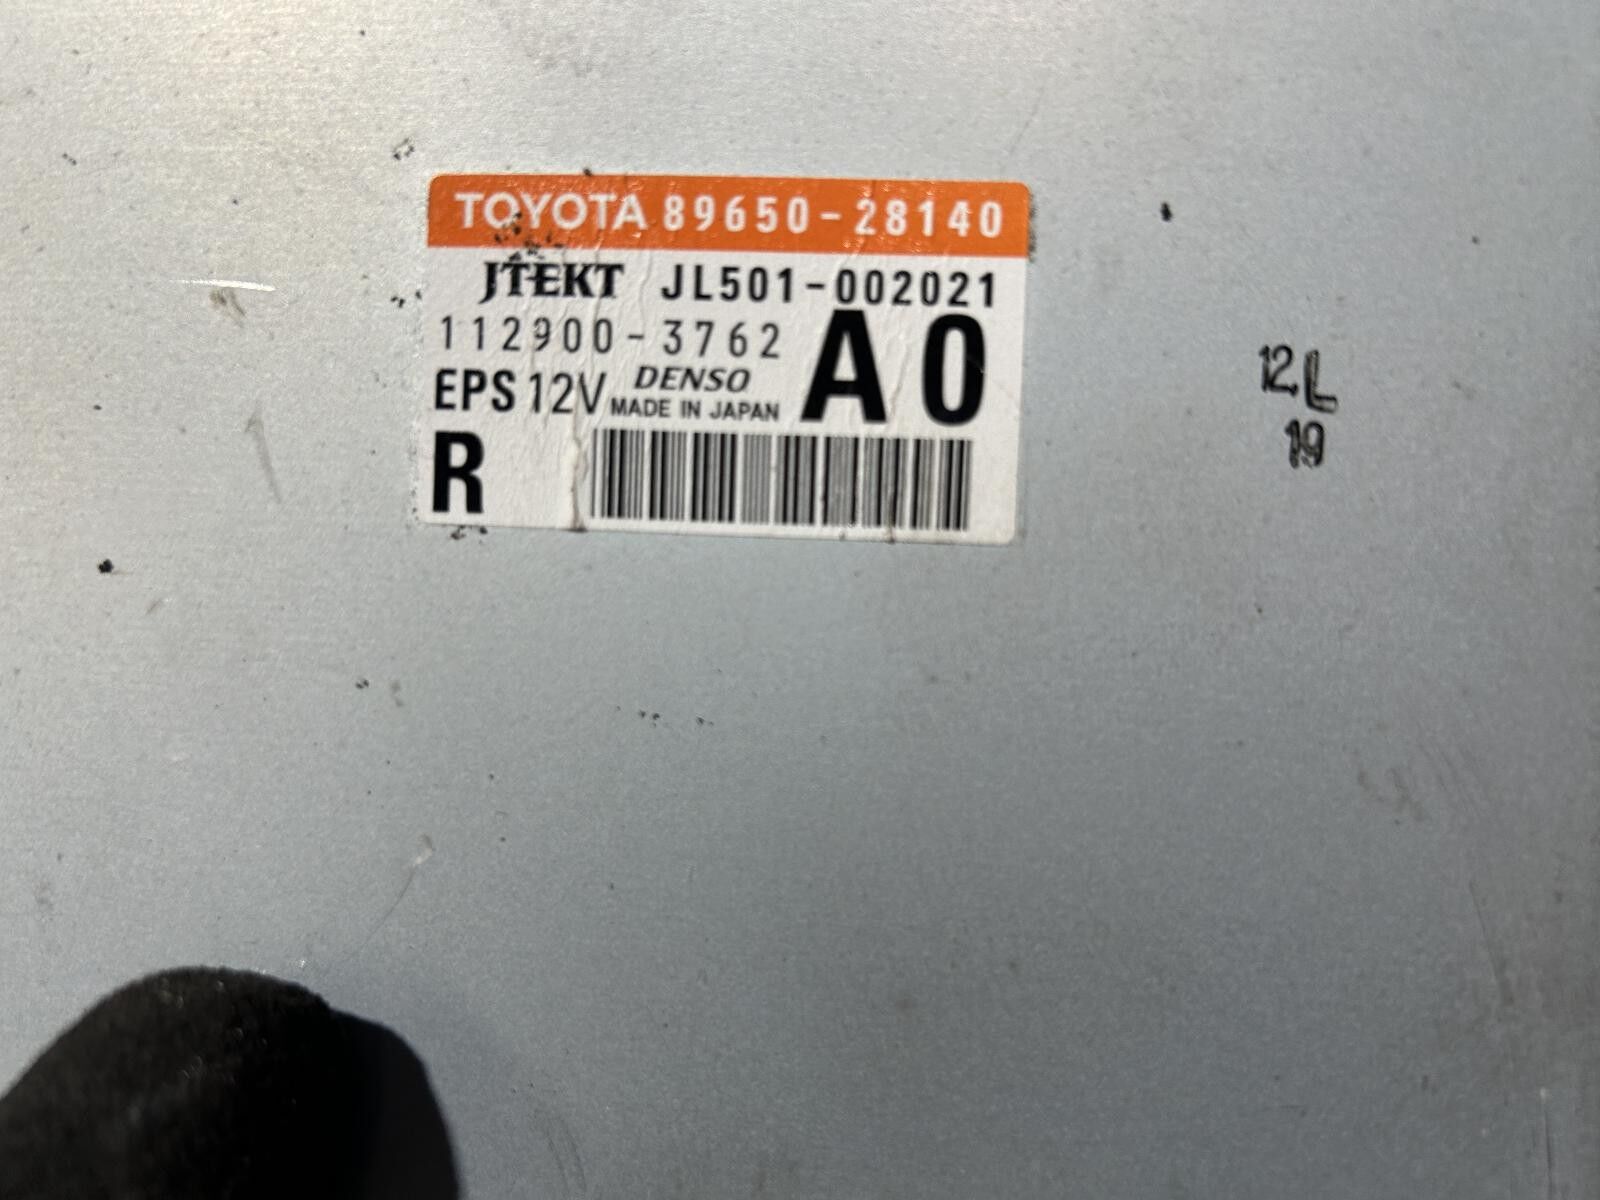 TOYOTA 89650-28140
JTEKT JL501-002021
112900-3762 A0
EPS 12V DENSO
MADE IN JAPAN
R
12L
19